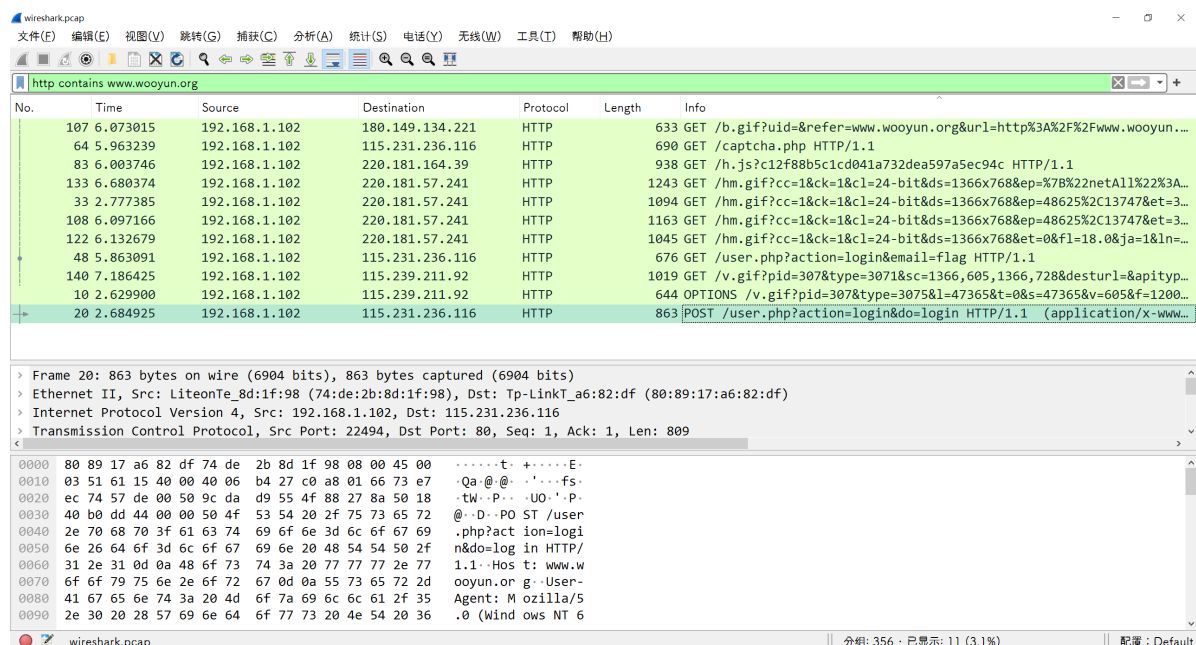 wireshark.pcap
文件(F) 编辑(E) 视图(V) 跳转(G) 捕获(C) 分析(A) 统计(S) 电话(Y) 无线(W) 工具(T) 帮助(H)
http contains www.wooyun.org
No. Time Source Destination Protocol Length Info
107 6.073015 192.168.1.102 180.149.134.221 HTTP 633 GET /b.gif?uid=&refer=www.wooyun.org&url=http%3A%2F%2Fwww.wooyun.…
64 5.963239 192.168.1.102 115.231.236.116 HTTP 690 GET /captcha.php HTTP/1.1
83 6.003746 192.168.1.102 220.181.164.39 HTTP 938 GET /h.js?c12f88b5c1cd041a732dea597a5ec94c HTTP/1.1
133 6.680374 192.168.1.102 220.181.57.241 HTTP 1243 GET /hm.gif?cc=1&ck=1&cl=24-bit&ds=1366x768&ep=%7B%22netAll%22%3A…
33 2.777385 192.168.1.102 220.181.57.241 HTTP 1094 GET /hm.gif?cc=1&ck=1&cl=24-bit&ds=1366x768&ep=48625%2C13747&et=3…
108 6.097166 192.168.1.102 220.181.57.241 HTTP 1163 GET /hm.gif?cc=1&ck=1&cl=24-bit&ds=1366x768&ep=48625%2C13747&et=3…
122 6.132679 192.168.1.102 220.181.57.241 HTTP 1045 GET /hm.gif?cc=1&ck=1&cl=24-bit&ds=1366x768&et=0&fl=18.0&ja=1&ln=…
48 5.863091 192.168.1.102 115.231.236.116 HTTP 676 GET /user.php?action=login&email=flag HTTP/1.1
140 7.186425 192.168.1.102 115.239.211.92 HTTP 1019 GET /v.gif?pid=307&type=3071&sc=1366,605,1366,728&desturl=&apityp…
10 2.629900 192.168.1.102 115.239.211.92 HTTP 644 OPTIONS /v.gif?pid=307&type=3075&l=47365&t=0&s=47365&v=605&f=1200…
20 2.684925 192.168.1.102 115.231.236.116 HTTP 863 POST /user.php?action=login&do=login HTTP/1.1 (application/x-www…
Frame 20: 863 bytes on wire (6904 bits), 863 bytes captured (6904 bits)
Ethernet II, Src: LiteonTe_8d:1f:98 (74:de:2b:8d:1f:98), Dst: Tp-LinkT_a6:82:df (80:89:17:a6:82:df)
Internet Protocol Version 4, Src: 192.168.1.102, Dst: 115.231.236.116
Transmission Control Protocol, Src Port: 22494, Dst Port: 80, Seq: 1, Ack: 1, Len: 809
0000 80 89 17 a6 82 df 74 de 2b 8d 1f 98 08 00 45 00 ······t· +·····E·
0010 03 51 61 15 40 00 40 06 b4 27 c0 a8 01 66 73 e7 ·Qa·@·@· ·'···fs·
0020 ec 74 57 de 00 50 9c da d9 55 4f 88 27 8a 50 18 ·tW··P·· ·UO·'·P·
0030 40 b0 dd 44 00 00 50 4f 53 54 20 2f 75 73 65 72 @··D··PO ST /user
0040 2e 70 68 70 3f 61 63 74 69 6f 6e 3d 6c 6f 67 69 .php?act ion=logi
0050 6e 26 64 6f 3d 6c 6f 67 69 6e 20 48 54 54 50 2f n&do=log in HTTP/
0060 31 2e 31 0d 0a 48 6f 73 74 3a 20 77 77 77 2e 77 1.1··Hos t: www.w
0070 6f 6f 79 75 6e 2e 6f 72 67 0d 0a 55 73 65 72 2d ooyun.or g··User-
0080 41 67 65 6e 74 3a 20 4d 6f 7a 69 6c 6c 61 2f 35 Agent: M ozilla/5
0090 2e 30 20 28 57 69 6e 64 6f 77 73 20 4e 54 20 36 .0 (Wind ows NT 6
wireshark.pcap 分组: 356 · 已显示: 11 (3.1%) 配置：Default